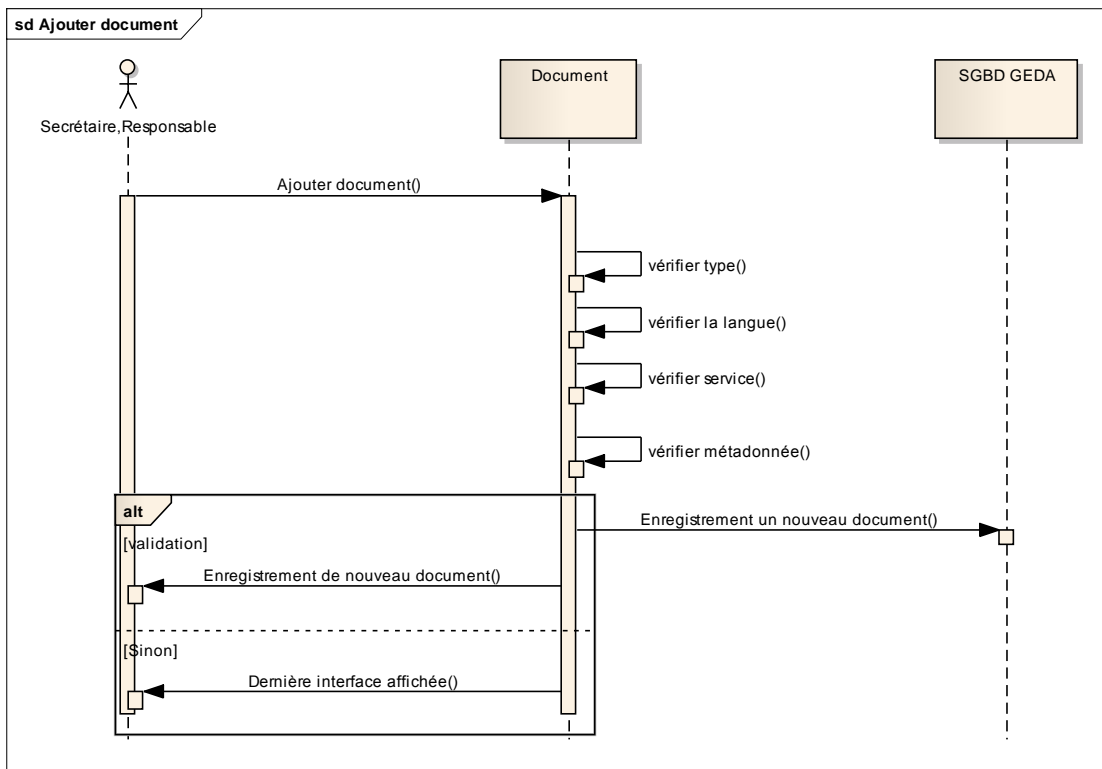 sd Ajouter document
Secrétaire,Responsable
Document
SGBD GEDA
Ajouter document()
vérifier type()
vérifier la langue()
vérifier service()
vérifier métadonnée()
alt
Enregistrement un nouveau document()
[validation]
Enregistrement de nouveau document()
[Sinon]
Dernière interface affichée()